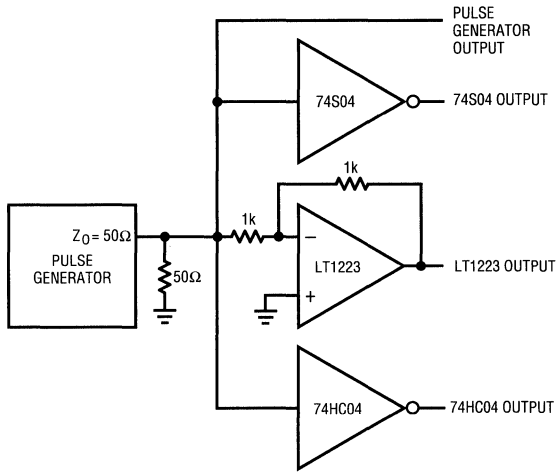 PULSE
GENERATOR
OUTPUT
74S04
74S04 OUTPUT
1k
Z₀ = 50Ω
PULSE
GENERATOR
50Ω
1k
–
LT1223
+
LT1223 OUTPUT
74HC04
74HC04 OUTPUT